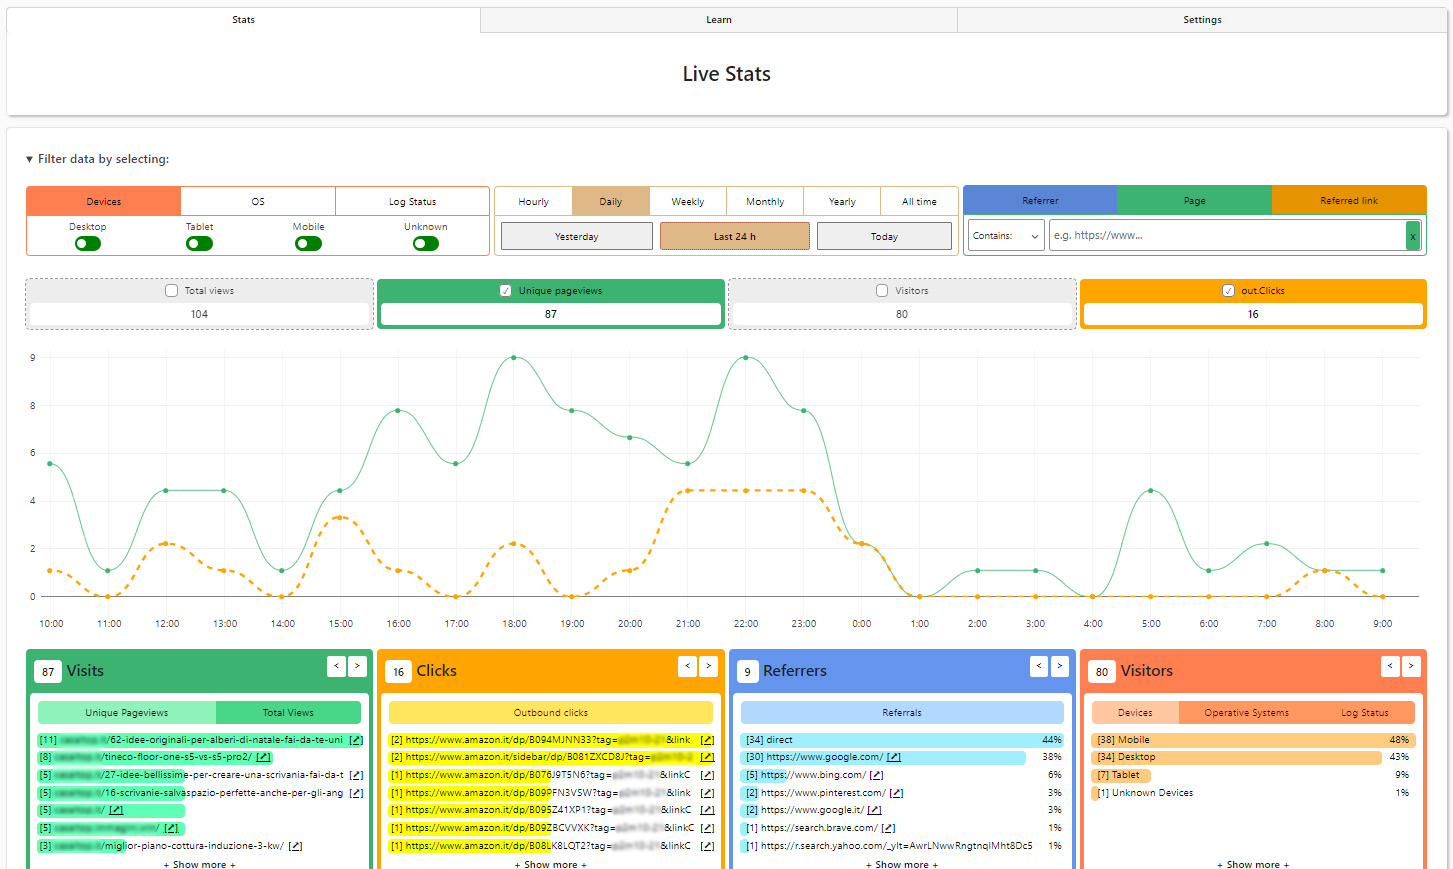 Stats Learn Settings
Live Stats
▼ Filter data by selecting:
Devices OS Log Status
Desktop Tablet Mobile Unknown
Hourly Daily Weekly Monthly Yearly All time
Yesterday Last 24 h Today
Referrer Page Referred link
Contains: e.g. https://www... x
Total views Unique pageviews Visitors out.Clicks
104 87 80 16
9
8
6
4
2
0
10:00 11:00 12:00 13:00 14:00 15:00 16:00 17:00 18:00 19:00 20:00 21:00 22:00 23:00 0:00 1:00 2:00 3:00 4:00 5:00 6:00 7:00 8:00 9:00
87 Visits < >
Unique Pageviews Total Views
[11] /62-idee-originali-per-alberi-di-natale-fai-da-te-uni
[8] /tineco-floor-one-s5-vs-s5-pro2/
[5] /27-idee-bellissime-per-creare-una-scrivania-fai-da-t
[5] /16-scrivanie-salvaspazio-perfette-anche-per-gli-ang
[5] /
[5] /
[3] /miglior-piano-cottura-induzione-3-kw/
+ Show more +
16 Clicks < >
Outbound clicks
[2] https://www.amazon.it/dp/B094MJNN33?tag= &link
[2] https://www.amazon.it/sidebar/dp/B081ZXCD8J?tag=
[1] https://www.amazon.it/dp/B076J9T5N6?tag= &linkC
[1] https://www.amazon.it/dp/B09PFN3VSW?tag= &link
[1] https://www.amazon.it/dp/B095Z41XP1?tag= &linkC
[1] https://www.amazon.it/dp/B09ZBCVVXK?tag= &linkC
[1] https://www.amazon.it/dp/B08LK8LQT2?tag= &linkC
+ Show more +
9 Referrers < >
Referrals
[34] direct 44%
[30] https://www.google.com/ 38%
[5] https://www.bing.com/ 6%
[2] https://www.pinterest.com/ 3%
[2] https://www.google.it/ 3%
[1] https://search.brave.com/ 1%
[1] https://r.search.yahoo.com/_ylt=AwrLNwwRngtnqlMht8Dc5 1%
+ Show more +
80 Visitors < >
Devices Operative Systems Log Status
[38] Mobile 48%
[34] Desktop 43%
[7] Tablet 9%
[1] Unknown Devices 1%
+ Show more +